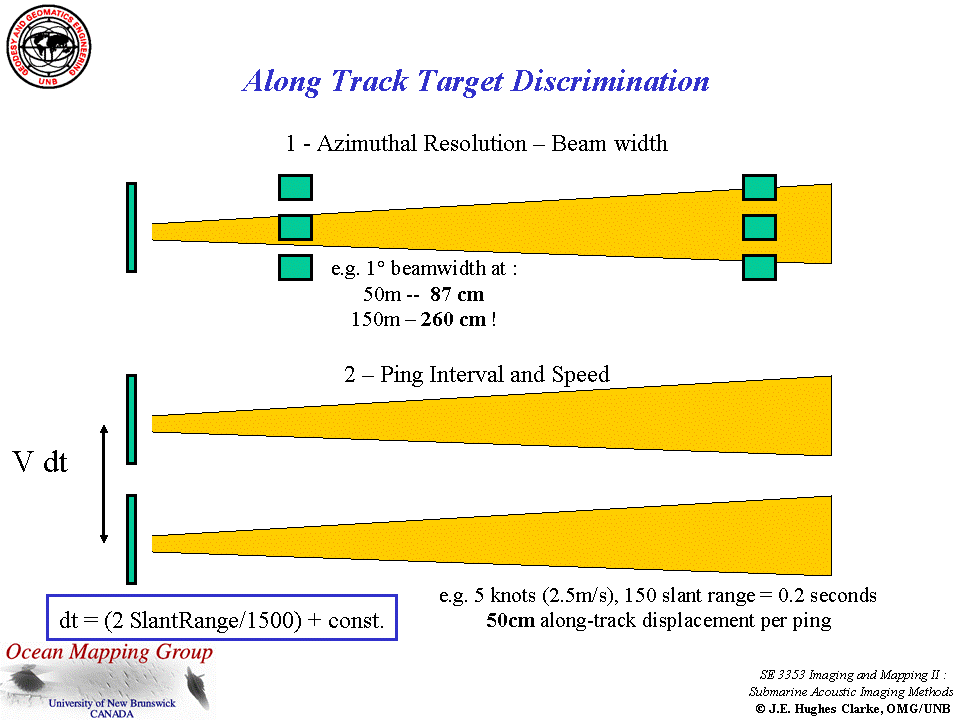 GEODESY AND GEOMATICS ENGINEERING
UNB
Along Track Target Discrimination
1 - Azimuthal Resolution – Beam width
e.g. 1° beamwidth at :
50m -- 87 cm
150m – 260 cm !
2 – Ping Interval and Speed
V dt
e.g. 5 knots (2.5m/s), 150 slant range = 0.2 seconds
50cm along-track displacement per ping
dt = (2 SlantRange/1500) + const.
Ocean Mapping Group
University of New Brunswick
CANADA
SE 3353 Imaging and Mapping II :
Submarine Acoustic Imaging Methods
© J.E. Hughes Clarke, OMG/UNB